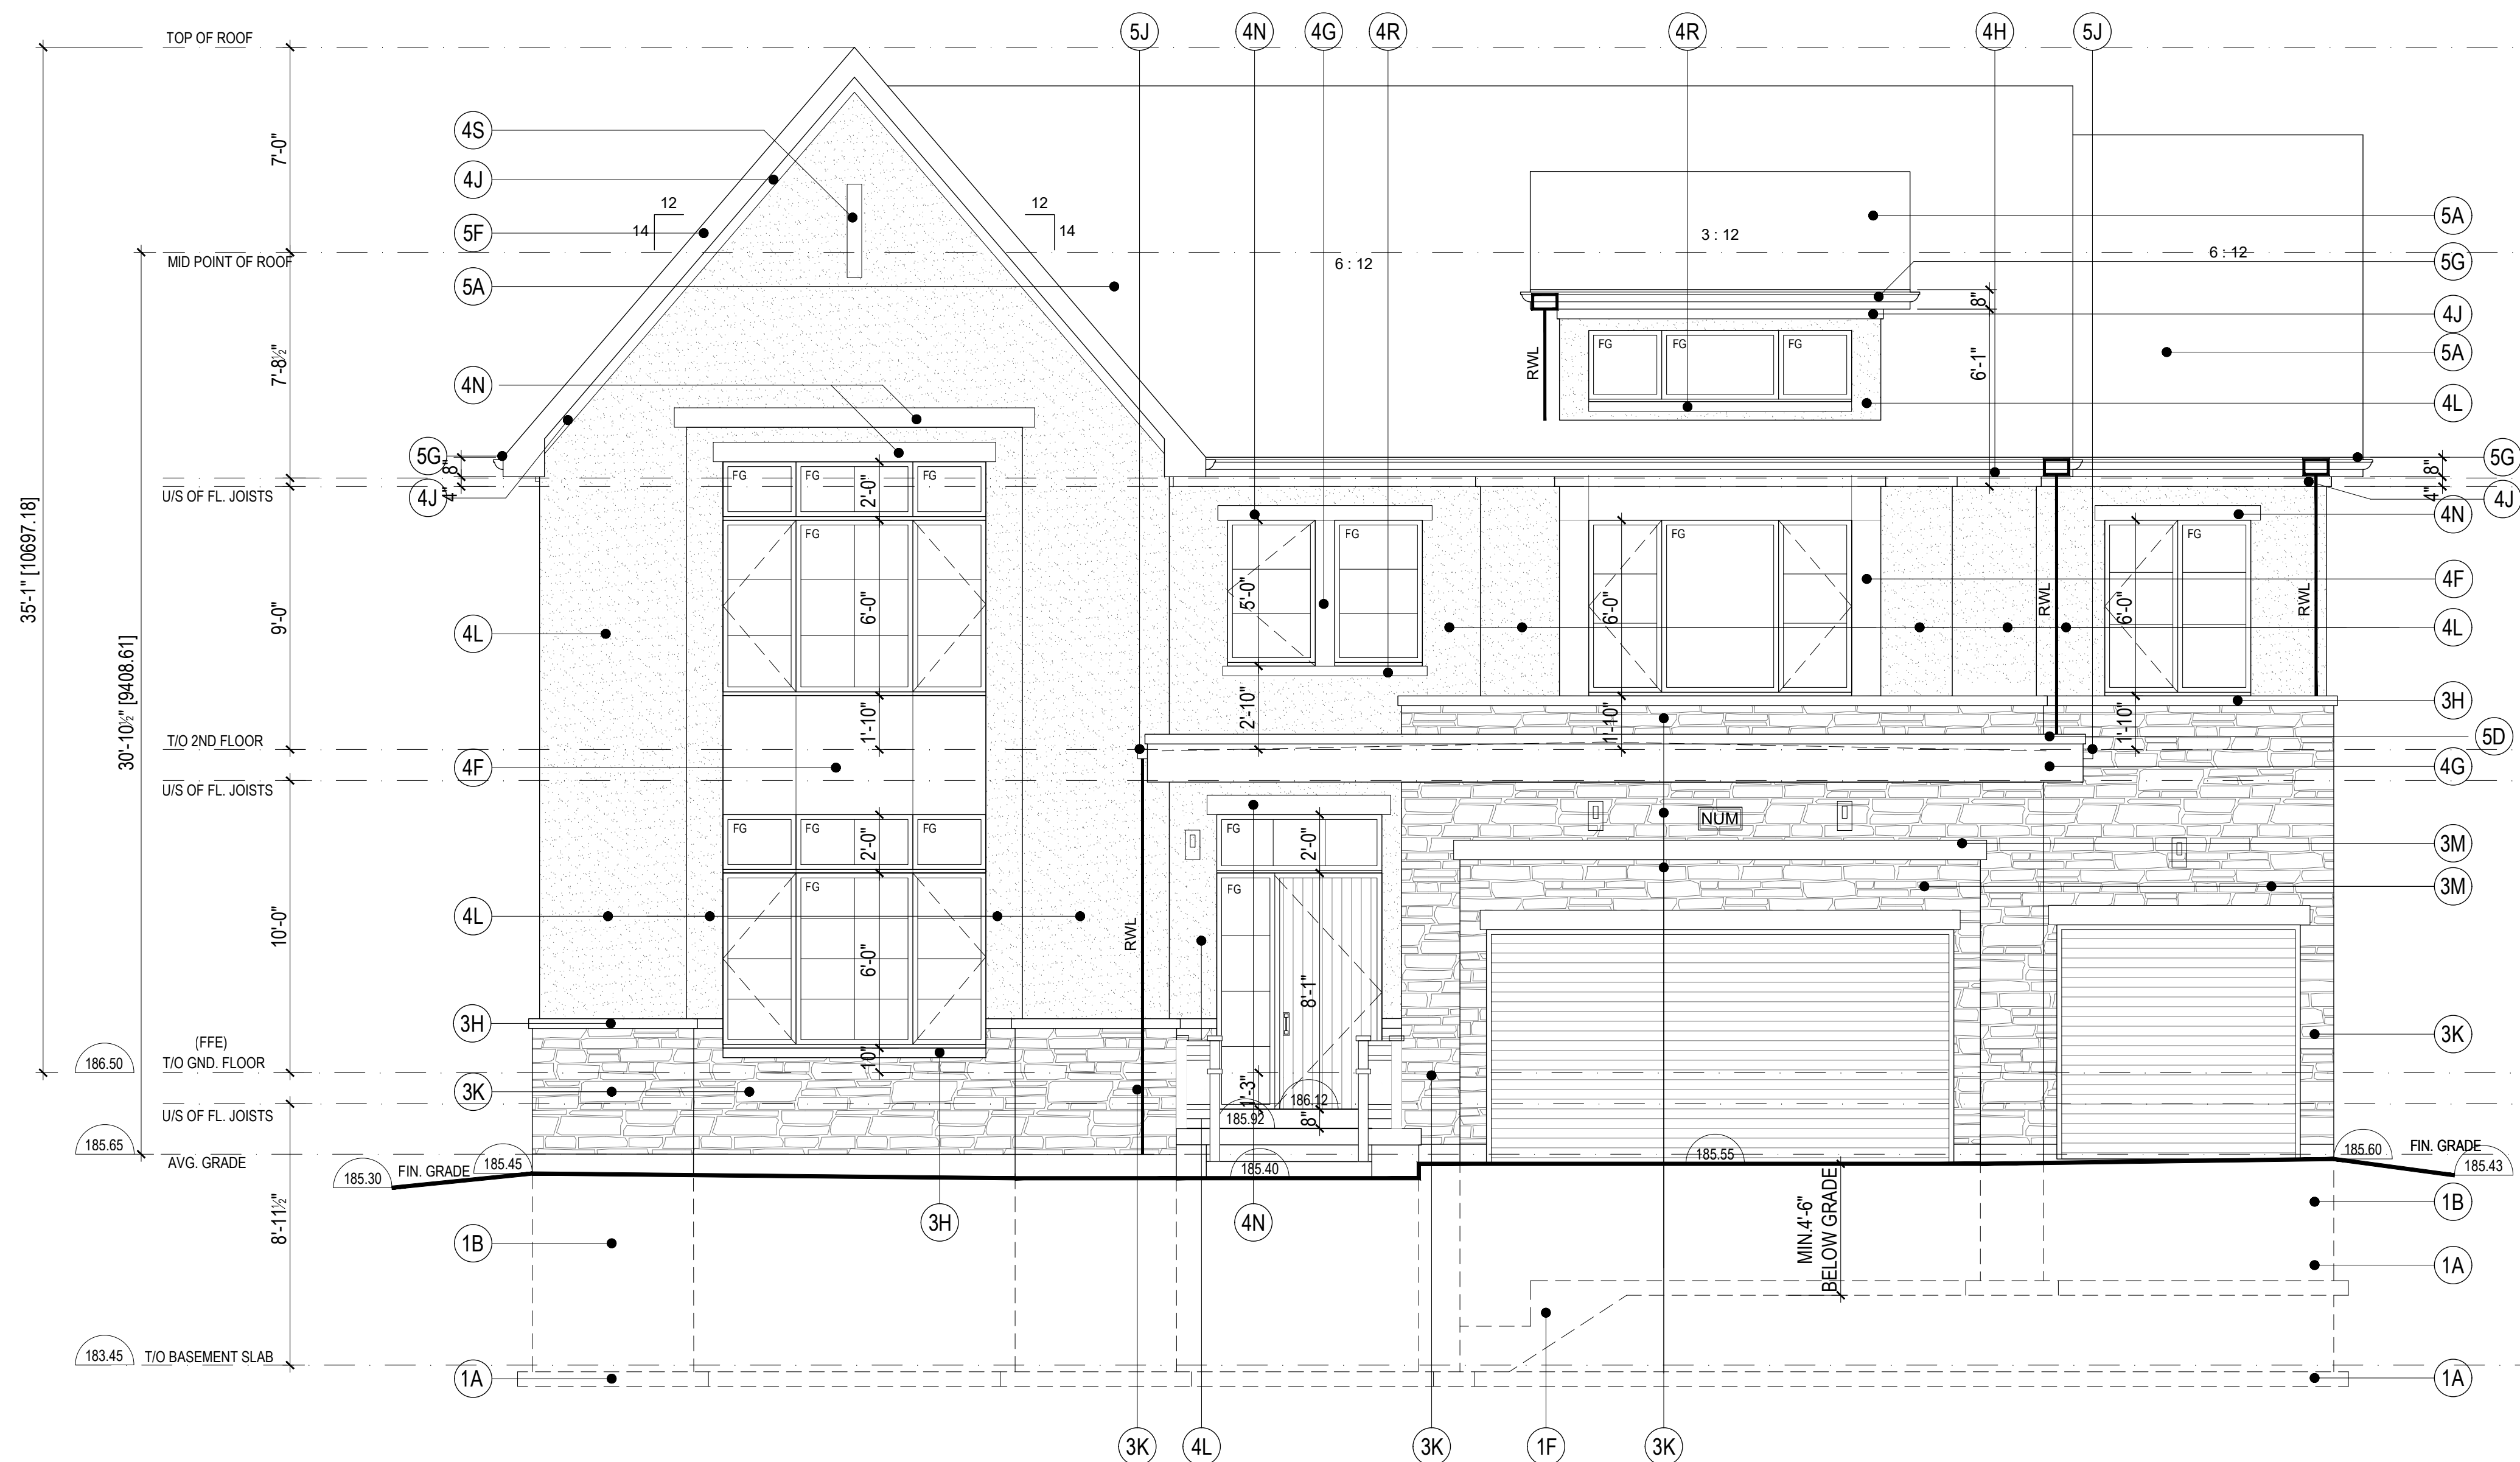 5J
4N
4G
4R
4R
4H
5J
TOP OF ROOF
7'-0"
4S
4J
12
14
12
14
5F
5A
3 : 12
MID POINT OF ROOF
6 : 12
6 : 12
5G
5A
8"
4J
FG
FG
FG
RWL
6'-1"
5A
7'-8½"
4N
4L
5G
8"
4J
4"
FG
FG
FG
2'-0"
5G
8"
4"
4J
U/S OF FL. JOISTS
35'-1" [10697.18]
FG
FG
FG
FG
4N
9'-0"
6'-0"
5'-0"
6'-0"
6'-0"
4F
RWL
RWL
4L
4L
30'-10½" [9408.61]
1'-10"
2'-10"
1'-10"
1'-10"
3H
T/O 2ND FLOOR
5D
4F
4G
U/S OF FL. JOISTS
FG
FG
FG
2'-0"
FG
2'-0"
NUM
3M
FG
FG
3M
10'-0"
4L
RWL
6'-0"
8'-1"
3H
3K
(FFE)
186.50
T/O GND. FLOOR
10"
3K
1'-3"
186.12
185.92
8"
U/S OF FL. JOISTS
185.65
AVG. GRADE
185.30
FIN. GRADE
185.45
185.40
185.55
185.60
FIN. GRADE
185.43
8'-11½"
3H
4N
MIN.4'-6"
BELOW GRADE
1B
1B
1A
183.45
T/O BASEMENT SLAB
1A
1A
3K
4L
3K
1F
3K